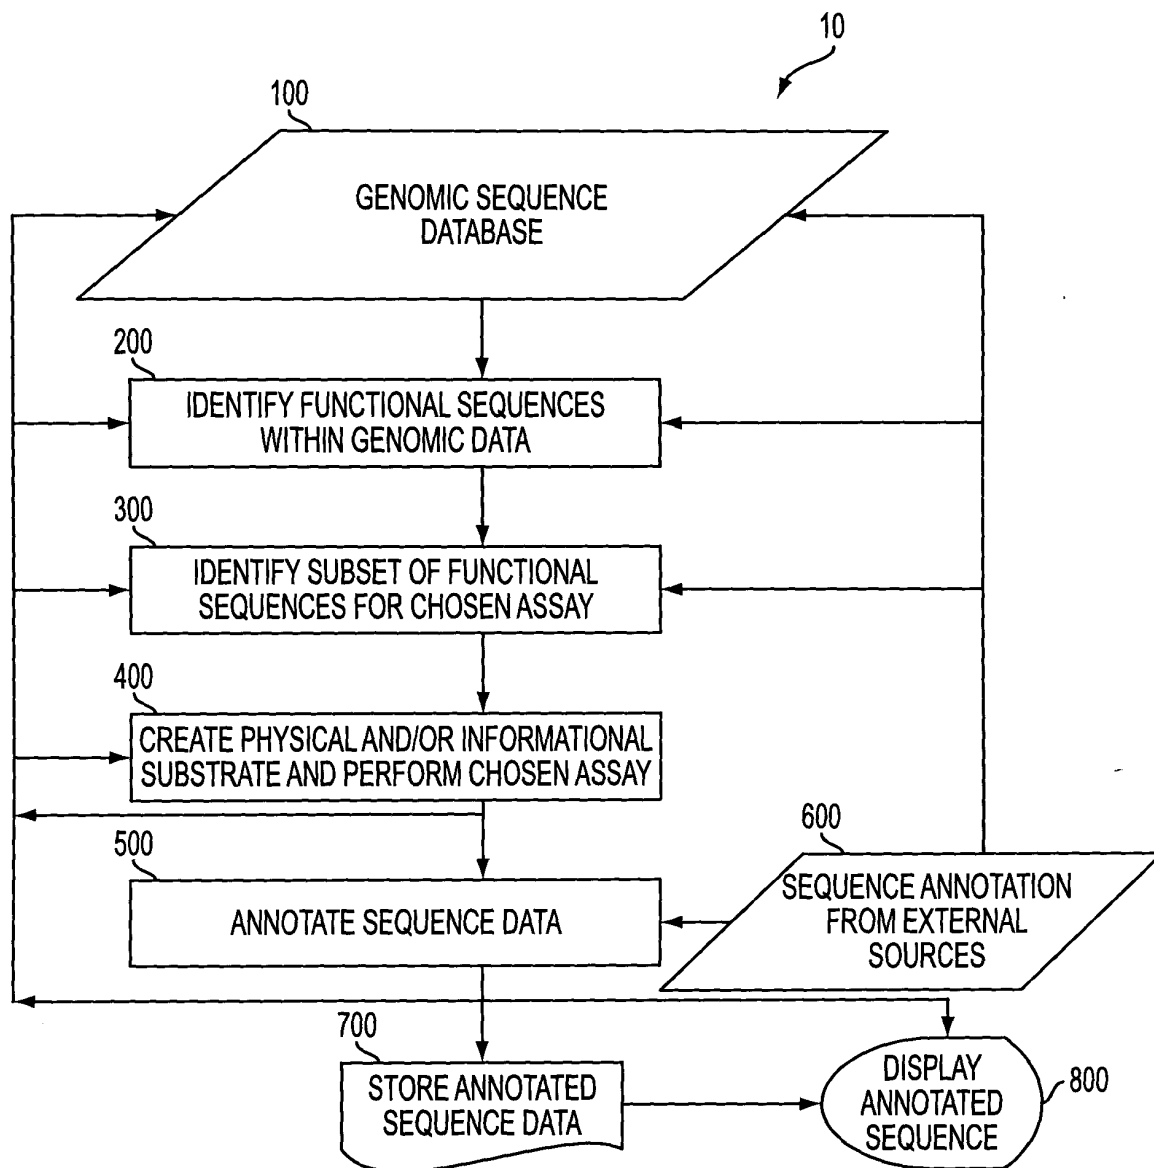 10
100
GENOMIC SEQUENCE
DATABASE
200
IDENTIFY FUNCTIONAL SEQUENCES
WITHIN GENOMIC DATA
300
IDENTIFY SUBSET OF FUNCTIONAL
SEQUENCES FOR CHOSEN ASSAY
400
CREATE PHYSICAL AND/OR INFORMATIONAL
SUBSTRATE AND PERFORM CHOSEN ASSAY
500
ANNOTATE SEQUENCE DATA
600
SEQUENCE ANNOTATION
FROM EXTERNAL
SOURCES
700
STORE ANNOTATED
SEQUENCE DATA
DISPLAY
ANNOTATED
SEQUENCE
800